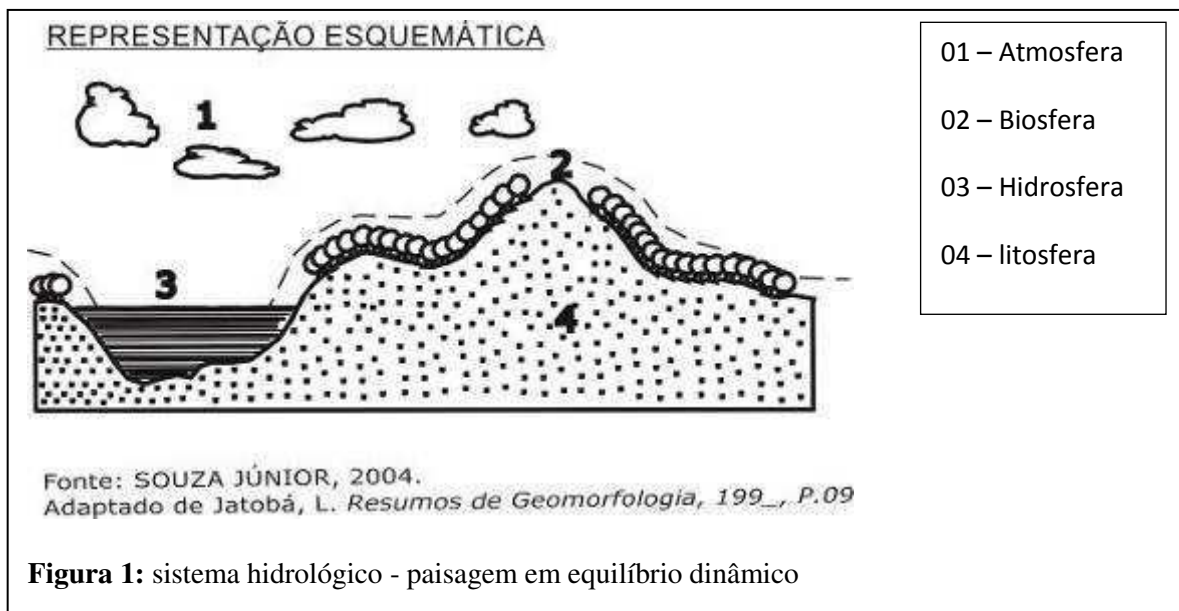 REPRESENTAÇÃO ESQUEMÁTICA
1
2
3
4
01 – Atmosfera
02 – Biosfera
03 – Hidrosfera
04 – litosfera
Fonte: SOUZA JÚNIOR, 2004.
Adaptado de Jatobá, L. Resumos de Geomorfologia, 199_, P.09
Figura 1: sistema hidrológico - paisagem em equilíbrio dinâmico